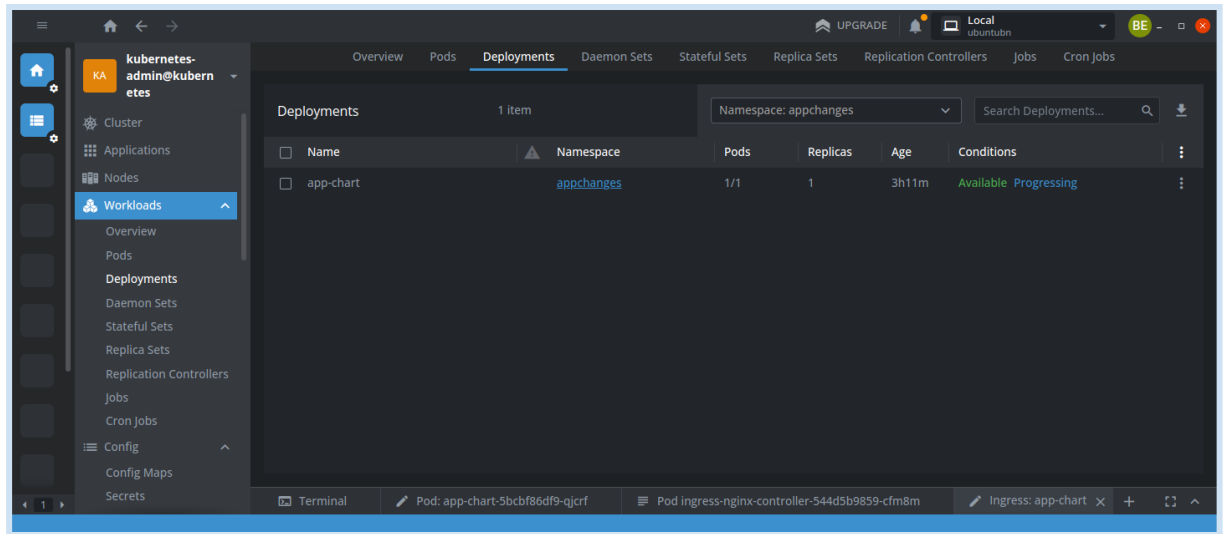 UPGRADE
Local
ubuntubn
BE
KA
kubernetes-
admin@kubern
etes
Overview Pods Deployments Daemon Sets Stateful Sets Replica Sets Replication Controllers Jobs Cron Jobs
Cluster
Applications
Nodes
Workloads
Overview
Pods
Deployments
Daemon Sets
Stateful Sets
Replica Sets
Replication Controllers
Jobs
Cron Jobs
Config
Config Maps
Secrets
1
Deployments 1 item Namespace: appchanges Search Deployments...
Name Namespace Pods Replicas Age Conditions
app-chart appchanges 1/1 1 3h11m Available Progressing
Terminal Pod: app-chart-5bcbf86df9-qjcrf Pod ingress-nginx-controller-544d5b9859-cfm8m Ingress: app-chart